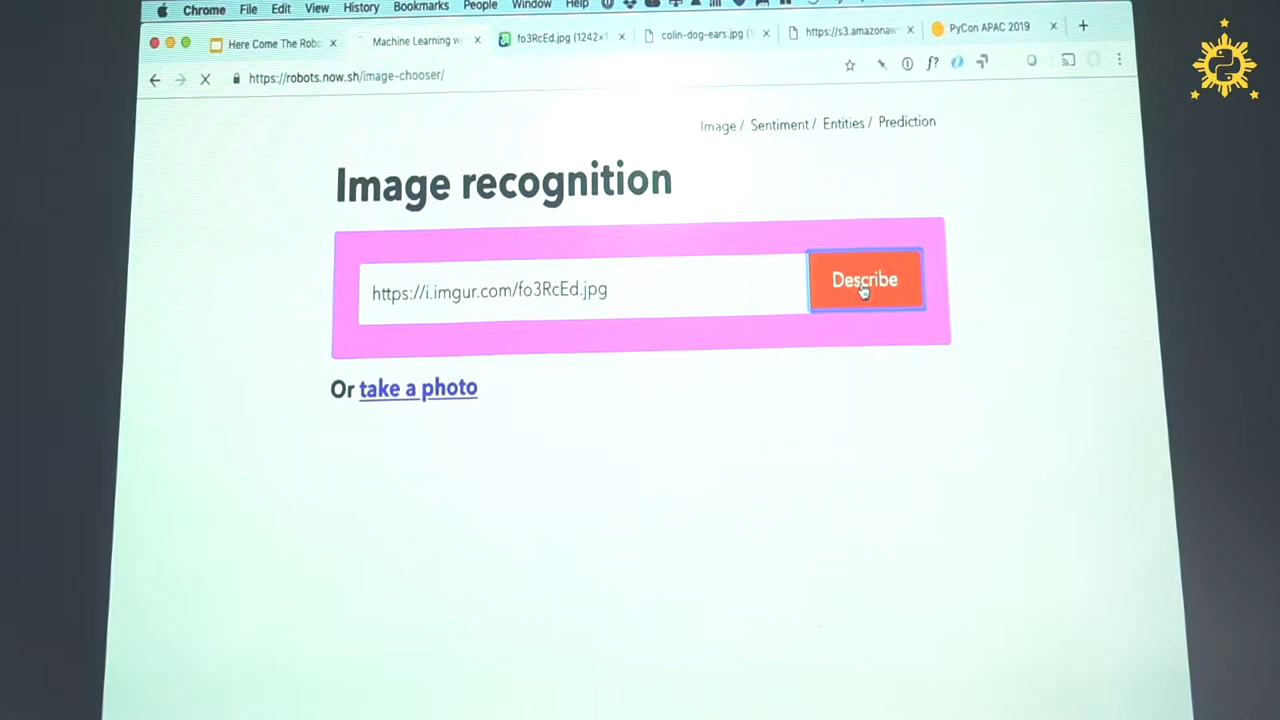 Chrome File Edit View History Bookmarks People Window Help
Here Come The Robo
Machine Learning w
fo3RcEd.jpg (1242×1
colin-dog-ears.jpg (1
https://s3.amazonaw
PyCon APAC 2019
https://robots.now.sh/image-chooser/
f?
Image / Sentiment / Entities / Prediction
Image recognition
https://i.imgur.com/fo3RcEd.jpg
Describe
Or take a photo